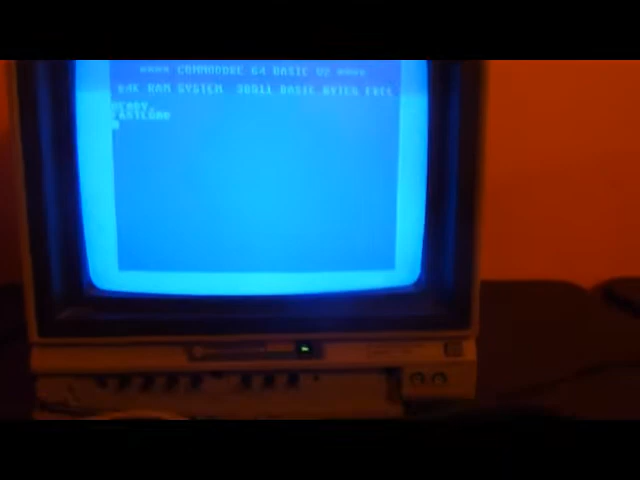 **** COMMODORE 64 BASIC V2 ****
64K RAM SYSTEM 38911 BASIC BYTES FREE
READY.
FASTLOAD